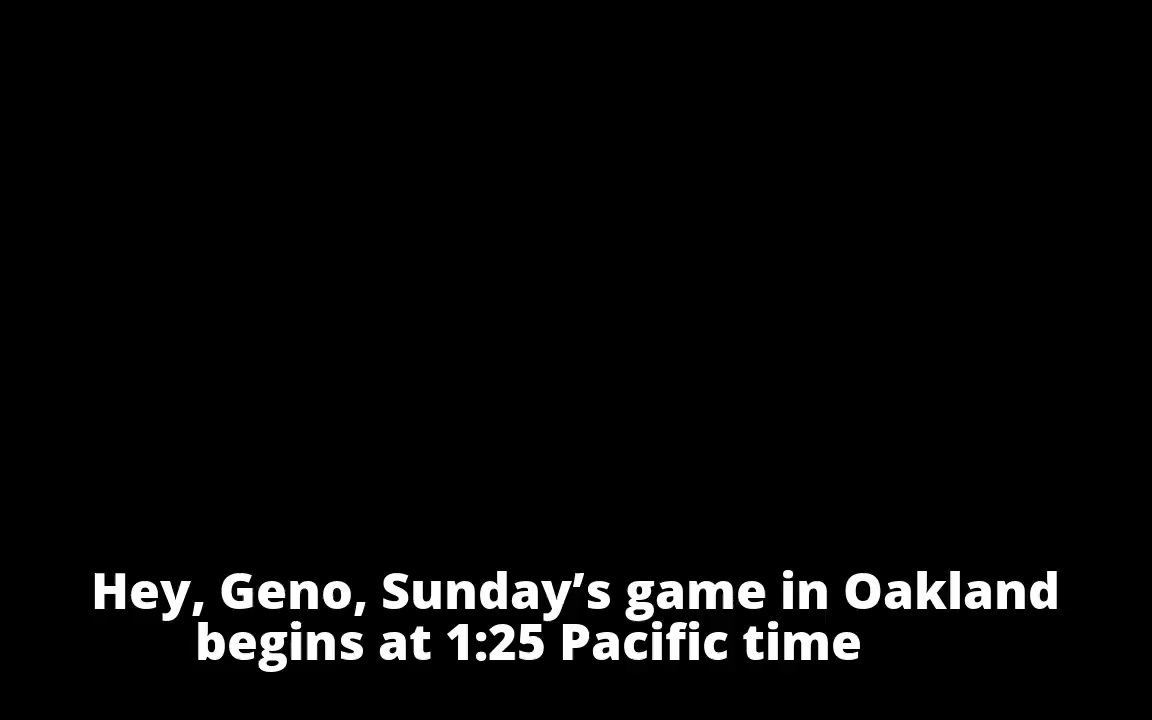 Hey, Geno, Sunday’s game in Oakland
begins at 1:25 Pacific time